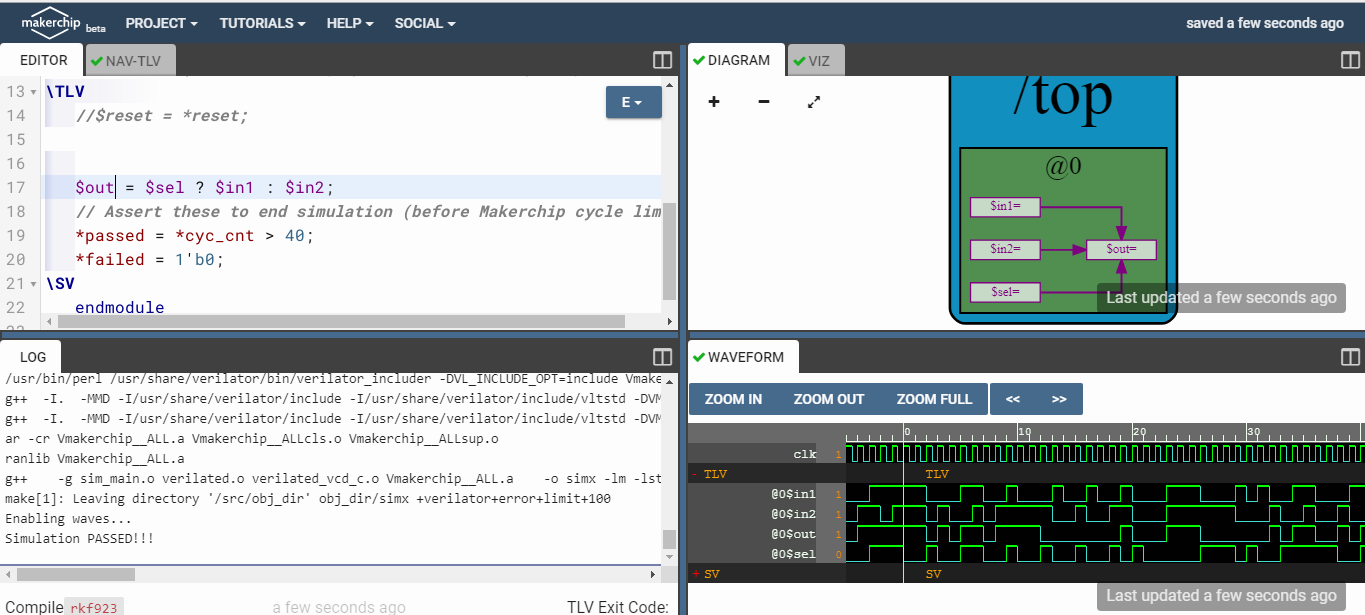 makerchip beta PROJECT TUTORIALS HELP SOCIAL saved a few seconds ago
EDITOR NAV-TLV
13 \TLV
14 //$reset = *reset;
15
16
17 $out = $sel ? $in1 : $in2;
18 // Assert these to end simulation (before Makerchip cycle lim
19 *passed = *cyc_cnt > 40;
20 *failed = 1'b0;
21 \SV
22 endmodule
E
DIAGRAM VIZ
+ −
/top
@0
$in1=
$in2= $out=
$sel=
Last updated a few seconds ago
LOG
/usr/bin/perl /usr/share/verilator/bin/verilator_includer -DVL_INCLUDE_OPT=include Vmake
g++ -I. -MMD -I/usr/share/verilator/include -I/usr/share/verilator/include/vltstd -DVM
g++ -I. -MMD -I/usr/share/verilator/include -I/usr/share/verilator/include/vltstd -DVM
ar -cr Vmakerchip__ALL.a Vmakerchip__ALLcls.o Vmakerchip__ALLsup.o
ranlib Vmakerchip__ALL.a
g++ -g sim_main.o verilated.o verilated_vcd_c.o Vmakerchip__ALL.a -o simx -lm -lst
make[1]: Leaving directory '/src/obj_dir' obj_dir/simx +verilator+error+limit+100
Enabling waves...
Simulation PASSED!!!
Compile rkf923 a few seconds ago TLV Exit Code:
WAVEFORM
ZOOM IN ZOOM OUT ZOOM FULL << >>
0 10 20 30
clk 1
- TLV TLV
@0$in1 1
@0$in2 1
@0$out 1
@0$sel 0
+ SV SV
Last updated a few seconds ago